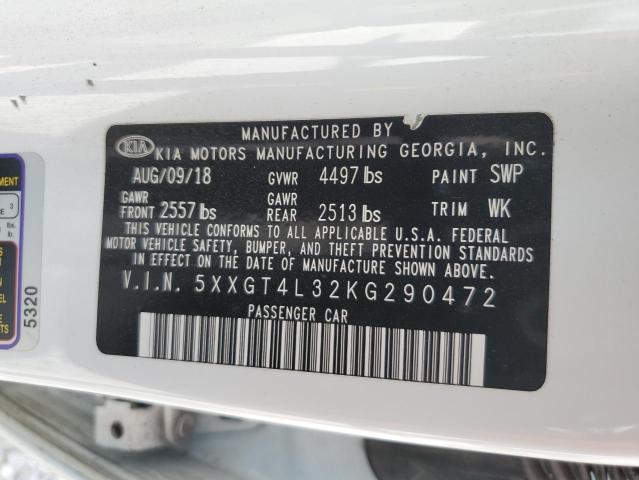 MANUFACTURED BY
KIA KIA MOTORS MANUFACTURING GEORGIA, INC.
AUG/09/18 GVWR 4497 lbs PAINT SWP
GAWR FRONT 2557 lbs GAWR REAR 2513 lbs TRIM WK
THIS VEHICLE CONFORMS TO ALL APPLICABLE U.S.A. FEDERAL
MOTOR VEHICLE SAFETY, BUMPER, AND THEFT PREVENTION STANDARDS
IN EFFECT ON THE DATE OF MANUFACTURE SHOWN ABOVE.
V.I.N. 5XXGT4L32KG290472
PASSENGER CAR
5320